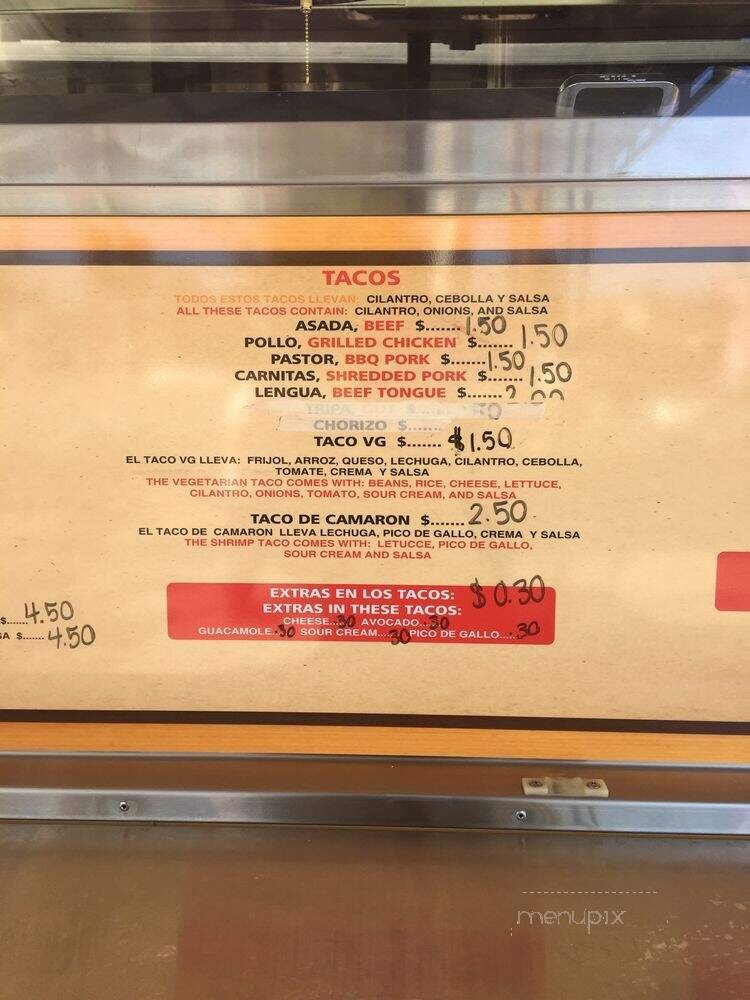 TACOS
TODOS ESTOS TACOS LLEVAN: CILANTRO, CEBOLLA Y SALSA
ALL THESE TACOS CONTAIN: CILANTRO, ONIONS, AND SALSA
ASADA, BEEF $.......1.50
POLLO, GRILLED CHICKEN $....... 1.50
PASTOR, BBQ PORK $.......1.50
CARNITAS, SHREDDED PORK $....... 1.50
LENGUA, BEEF TONGUE $.......
TRIPA,
CHORIZO $.......
TACO VG $....... $1.50
EL TACO VG LLEVA: FRIJOL, ARROZ, QUESO, LECHUGA, CILANTRO, CEBOLLA,
TOMATE, CREMA Y SALSA
THE VEGETARIAN TACO COMES WITH: BEANS, RICE, CHEESE, LETTUCE,
CILANTRO, ONIONS, TOMATO, SOUR CREAM, AND SALSA
TACO DE CAMARON $.......2.50
EL TACO DE CAMARON LLEVA LECHUGA, PICO DE GALLO, CREMA Y SALSA
THE SHRIMP TACO COMES WITH: LETUCCE, PICO DE GALLO,
SOUR CREAM AND SALSA
EXTRAS EN LOS TACOS: $0.30
EXTRAS IN THESE TACOS:
CHEESE...30 AVOCADO...30
GUACAMOLE.30 SOUR CREAM....30 PICO DE GALLO.....30
S.......4.50
SA $.......4.50
menupix